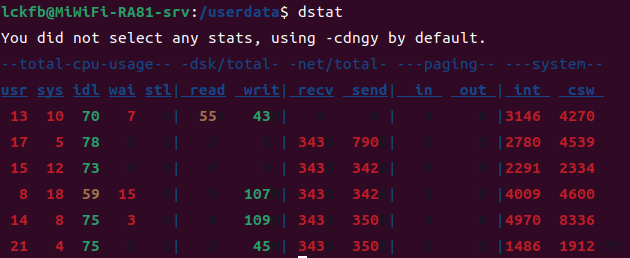 lckfb@MiWiFi-RA81-srv:/userdata$ dstat
You did not select any stats, using -cdngy by default.
--total-cpu-usage-- -dsk/total- -net/total- ---paging-- ---system--
usr sys idl wai stl| read writ| recv send| in out | int csw
13 10 70 7 0| 55 43 | 0 0 | 0 0 |3146 4270
17 5 78 0 0| 0 0 | 343 790 | 0 0 |2780 4539
15 12 73 0 0| 0 0 | 343 342 | 0 0 |2291 2334
8 18 59 15 0| 0 107 | 343 342 | 0 0 |4009 4600
14 8 75 3 0| 0 109 | 343 350 | 0 0 |4970 8336
21 4 75 0 0| 0 45 | 343 350 | 0 0 |1486 1912